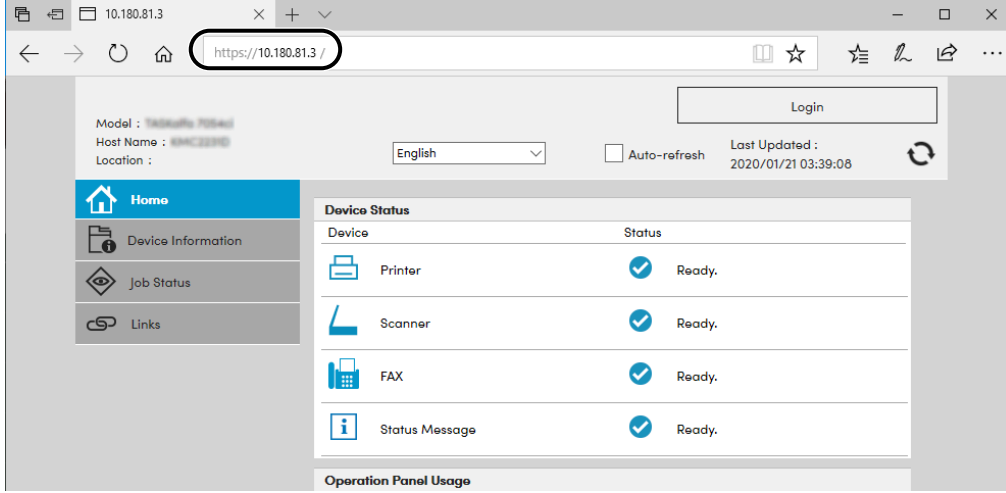 10.180.81.3
https://10.180.81.3 /
Login
Model :
Host Name :
Location :
English
Auto-refresh
Last Updated :
2020/01/21 03:39:08
Home
Device Information
Job Status
Links
Device Status
Device Status
Printer Ready.
Scanner Ready.
FAX Ready.
Status Message Ready.
Operation Panel Usage